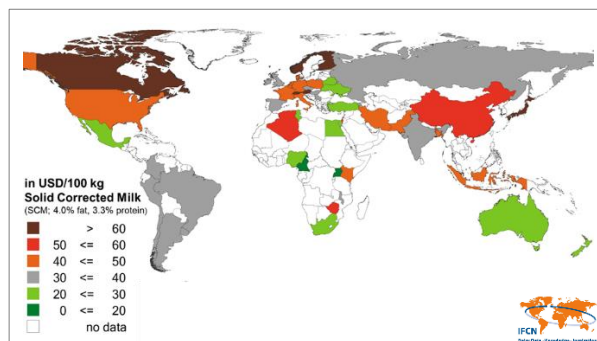 in USD/100 kg
Solid Corrected Milk
(SCM; 4.0% fat, 3.3% protein)
> 60
50 <= 60
40 <= 50
30 <= 40
20 <= 30
0 <= 20
no data
IFCN